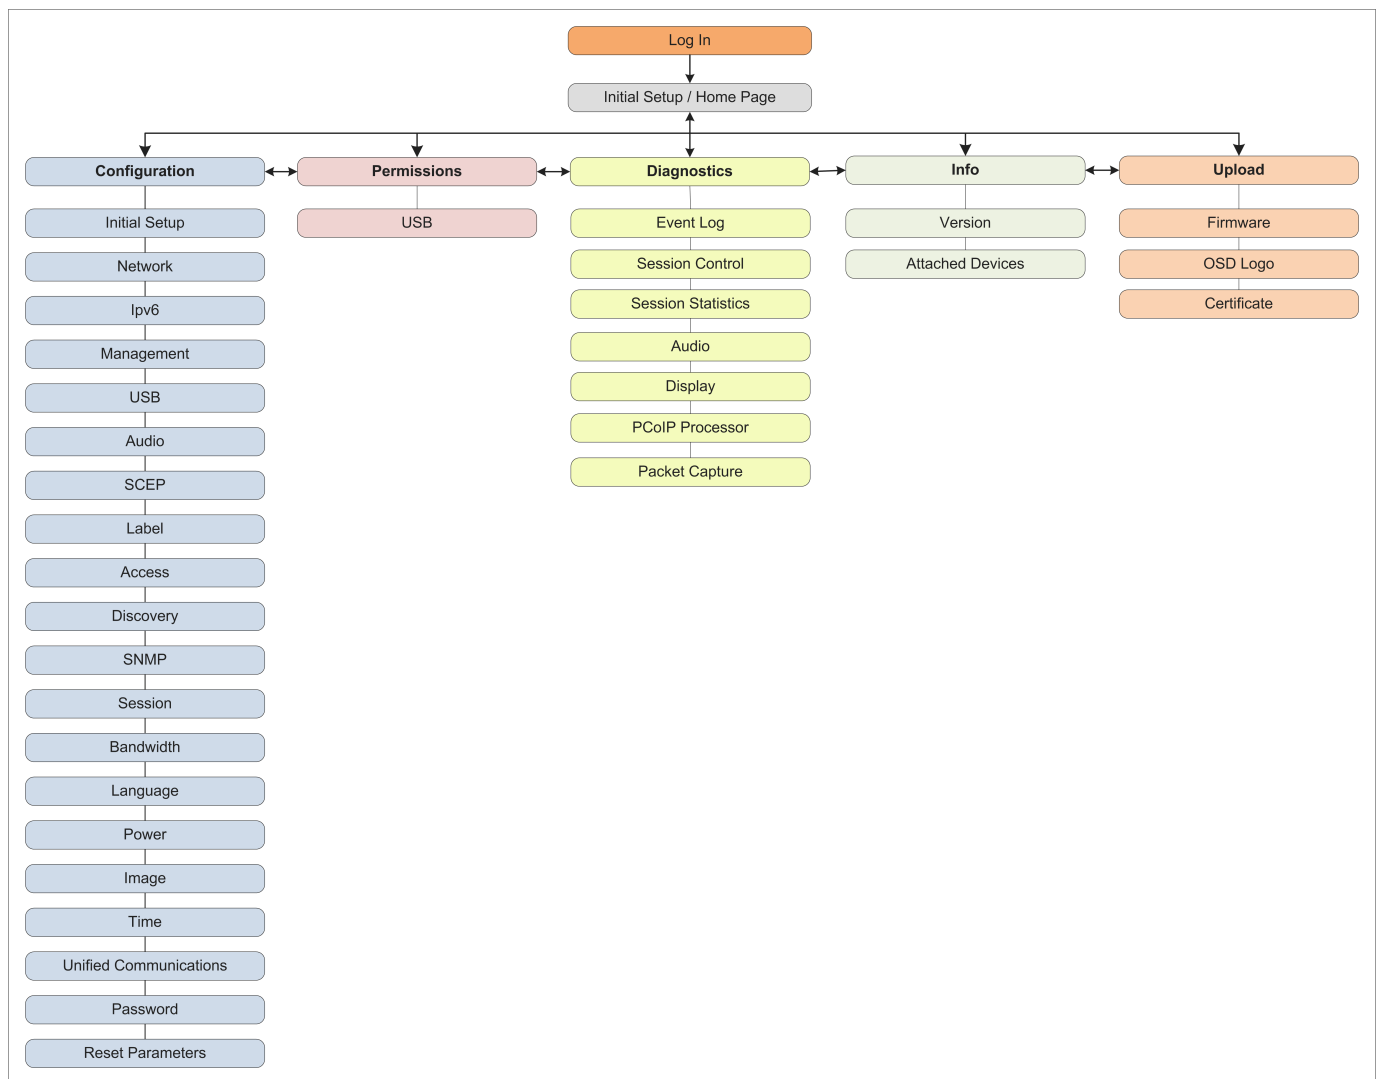 Log In
Initial Setup / Home Page
Configuration
Permissions
Diagnostics
Info
Upload
Initial Setup
Network
Ipv6
Management
USB
Audio
SCEP
Label
Access
Discovery
SNMP
Session
Bandwidth
Language
Power
Image
Time
Unified Communications
Password
Reset Parameters
USB
Event Log
Session Control
Session Statistics
Audio
Display
PCoIP Processor
Packet Capture
Version
Attached Devices
Firmware
OSD Logo
Certificate